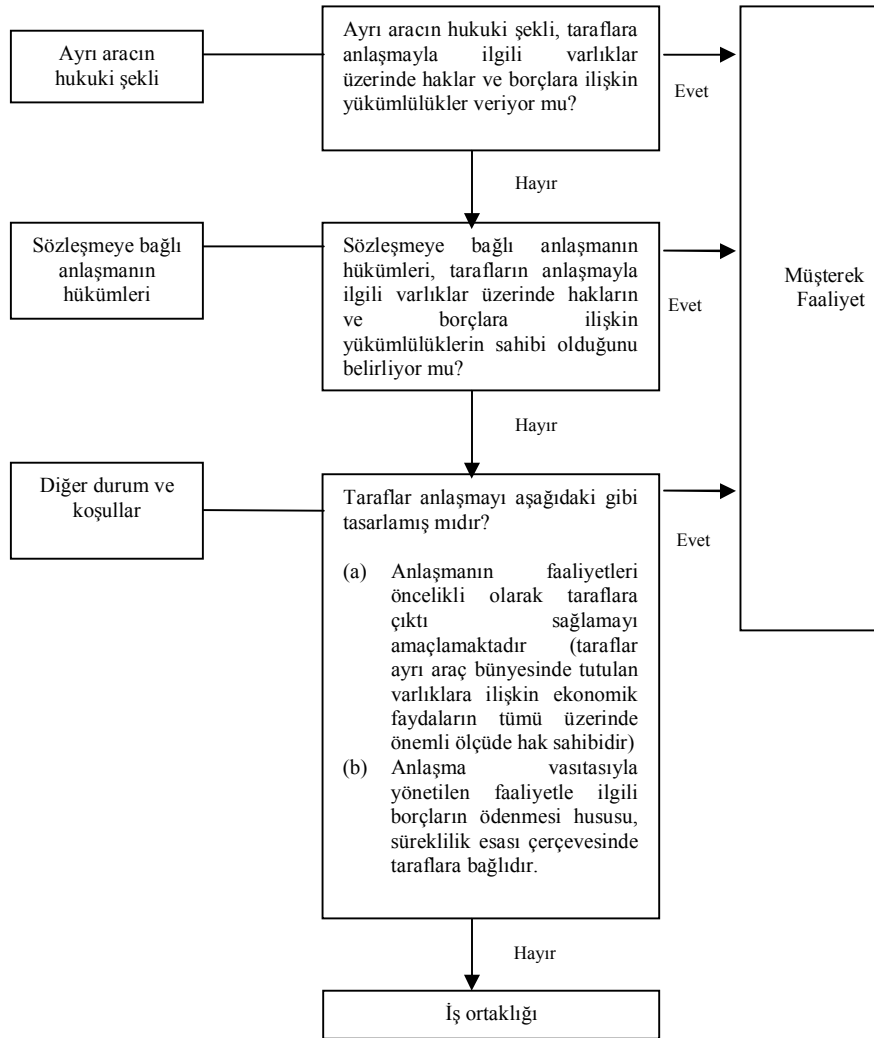 Ayrı aracın
hukuki şekli
Ayrı aracın hukuki şekli, taraflara
anlaşmayla ilgili varlıklar
üzerinde haklar ve borçlara ilişkin
yükümlülükler veriyor mu?
Evet
Hayır
Sözleşmeye bağlı
anlaşmanın
hükümleri
Sözleşmeye bağlı anlaşmanın
hükümleri, tarafların anlaşmayla
ilgili varlıklar üzerinde hakların
ve borçlara ilişkin
yükümlülüklerin sahibi olduğunu
belirliyor mu?
Evet
Müşterek
Faaliyet
Hayır
Diğer durum ve
koşullar
Taraflar anlaşmayı aşağıdaki gibi
tasarlamış mıdır?
(a) Anlaşmanın faaliyetleri
öncelikli olarak taraflara
çıktı sağlamayı
amaçlamaktadır (taraflar
ayrı araç bünyesinde tutulan
varlıklara ilişkin ekonomik
faydaların tümü üzerinde
önemli ölçüde hak sahibidir)
(b) Anlaşma vasıtasıyla
yönetilen faaliyetle ilgili
borçların ödenmesi hususu,
süreklilik esası çerçevesinde
taraflara bağlıdır.
Evet
Hayır
İş ortaklığı